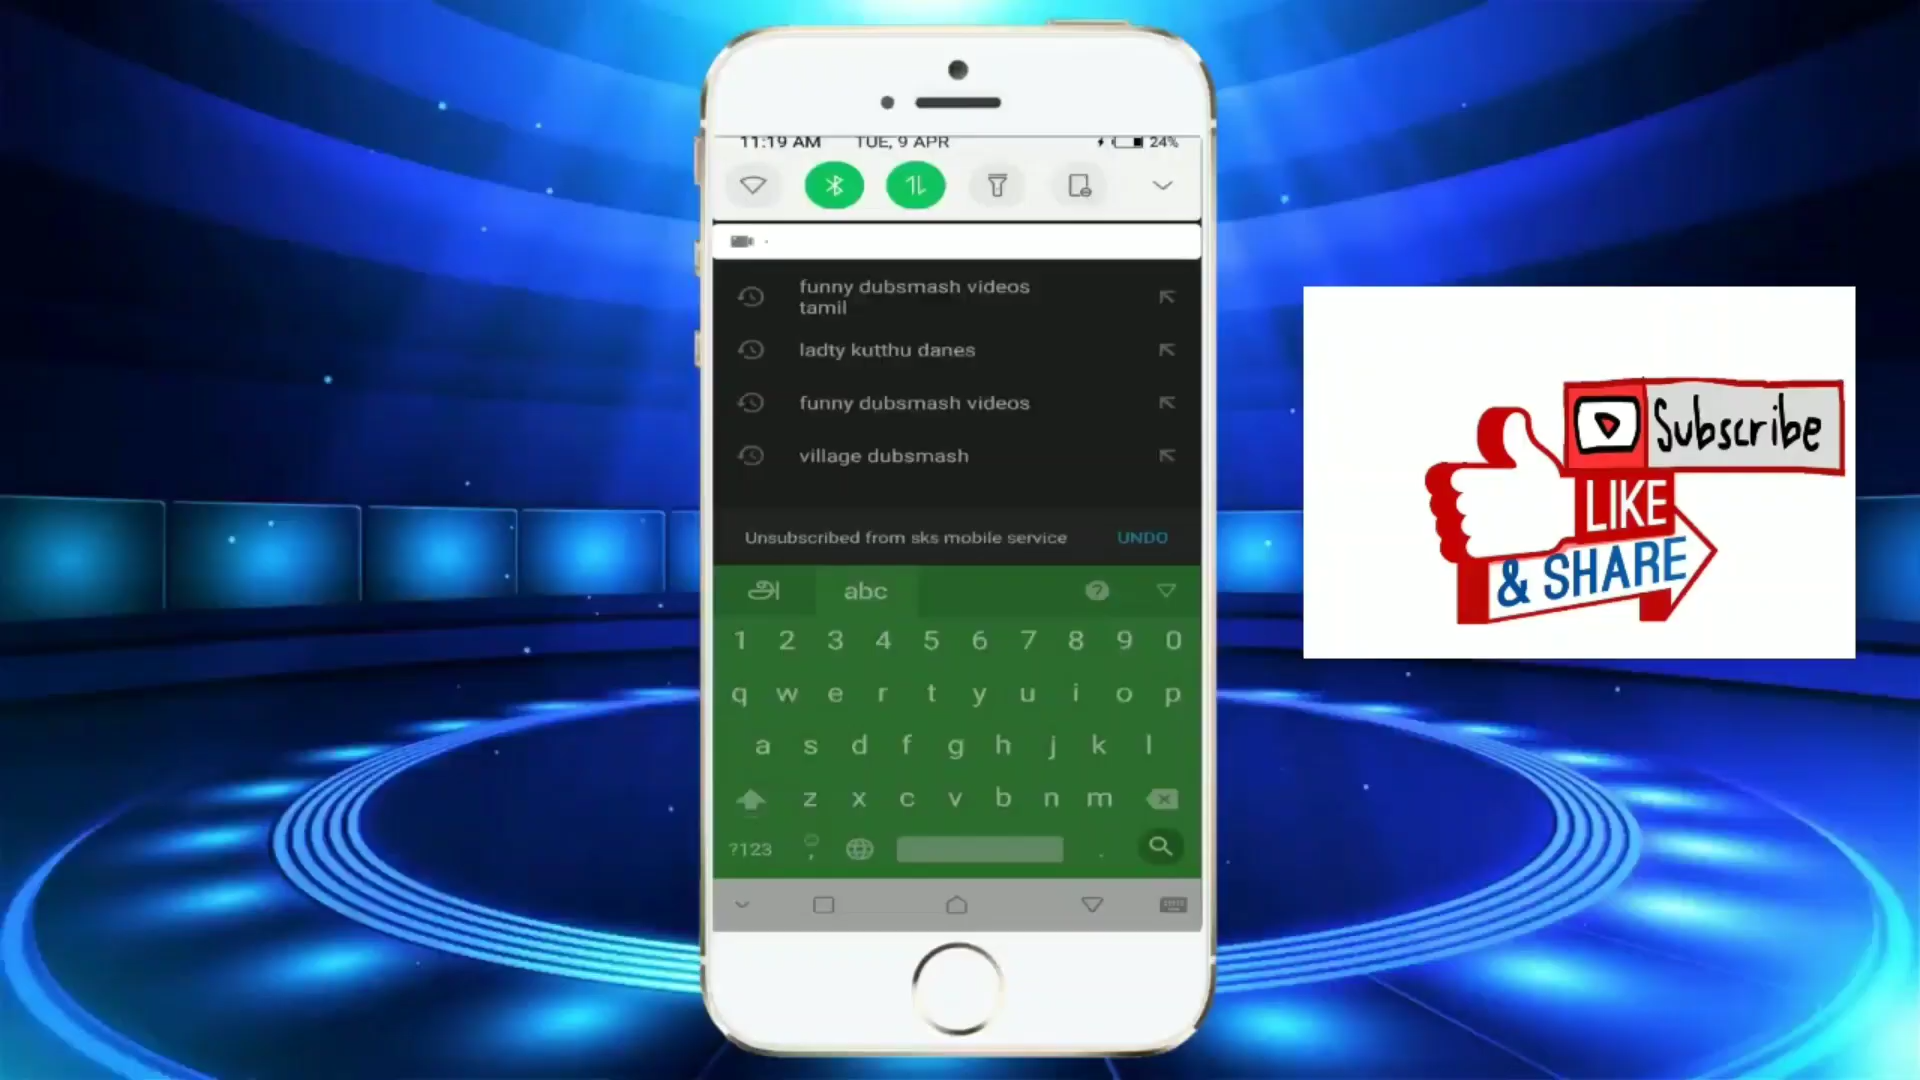 11:19 AM TUE, 9 APR 24%
funny dubsmash videos
tamil
ladty kutthu danes
funny dubsmash videos
village dubsmash
Unsubscribed from sks mobile service UNDO
அ abc
1 2 3 4 5 6 7 8 9 0
q w e r t y u i o p
a s d f g h j k l
z x c v b n m
?123 , .
Subscribe
LIKE
& SHARE